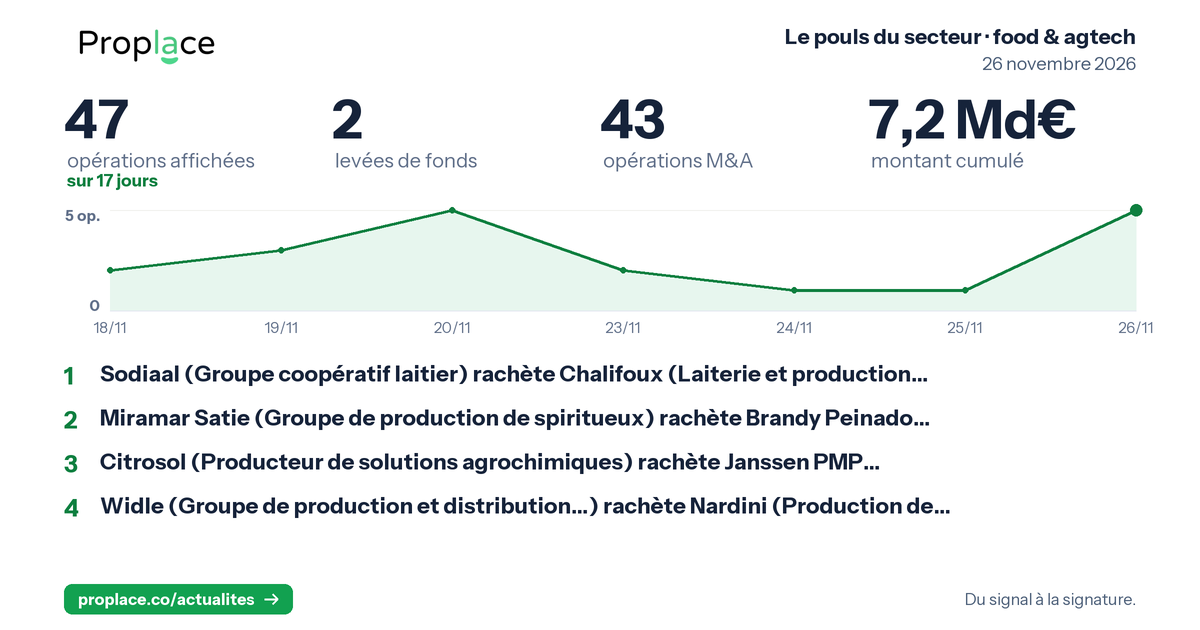 Proplace
Le pouls du secteur · food & agtech
26 novembre 2026
47
opérations affichées
sur 17 jours
2
levées de fonds
43
opérations M&A
7,2 Md€
montant cumulé
5 op.
0
18/11
19/11
20/11
23/11
24/11
25/11
26/11
1 Sodiaal (Groupe coopératif laitier) rachète Chalifoux (Laiterie et production...
2 Miramar Satie (Groupe de production de spiritueux) rachète Brandy Peinado...
3 Citrosol (Producteur de solutions agrochimiques) rachète Janssen PMP...
4 Widle (Groupe de production et distribution...) rachète Nardini (Production de...
proplace.co/actualites →
Du signal à la signature.